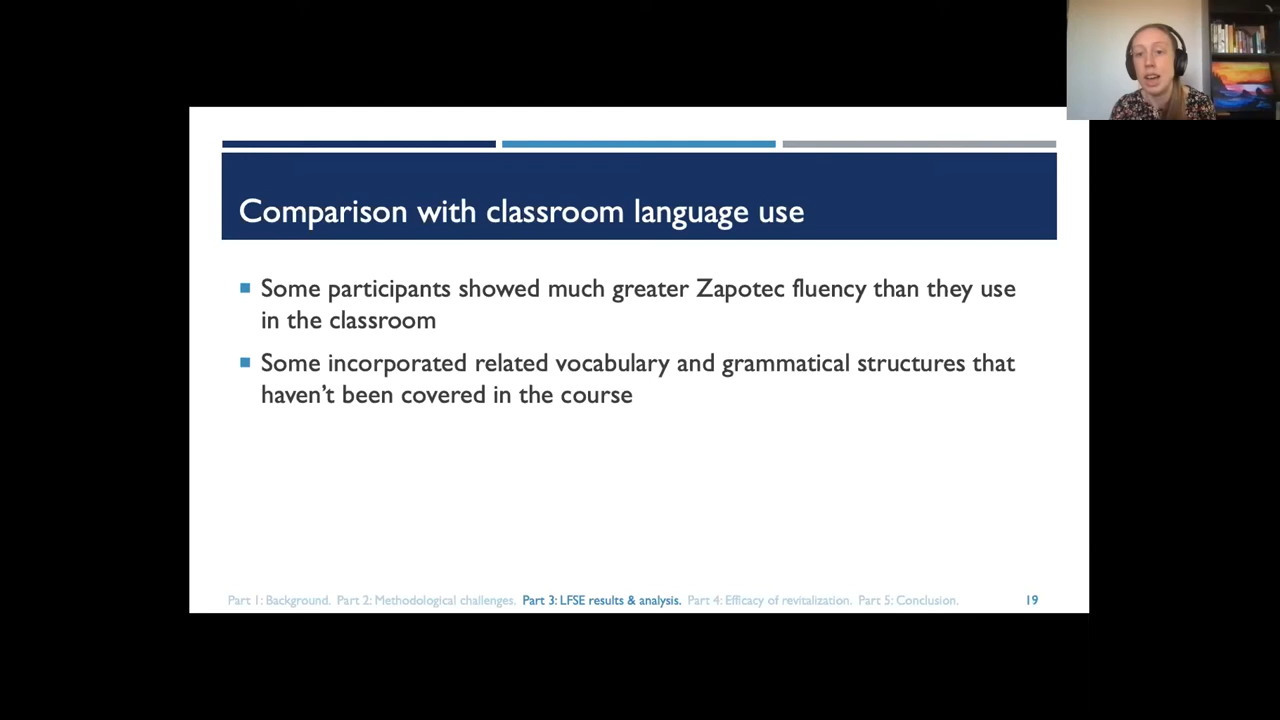 Comparison with classroom language use
Some participants showed much greater Zapotec fluency than they use
in the classroom
Some incorporated related vocabulary and grammatical structures that
haven’t been covered in the course
Part 1: Background. Part 2: Methodological challenges. Part 3: LFSE results & analysis. Part 4: Efficacy of revitalization. Part 5: Conclusion. 19